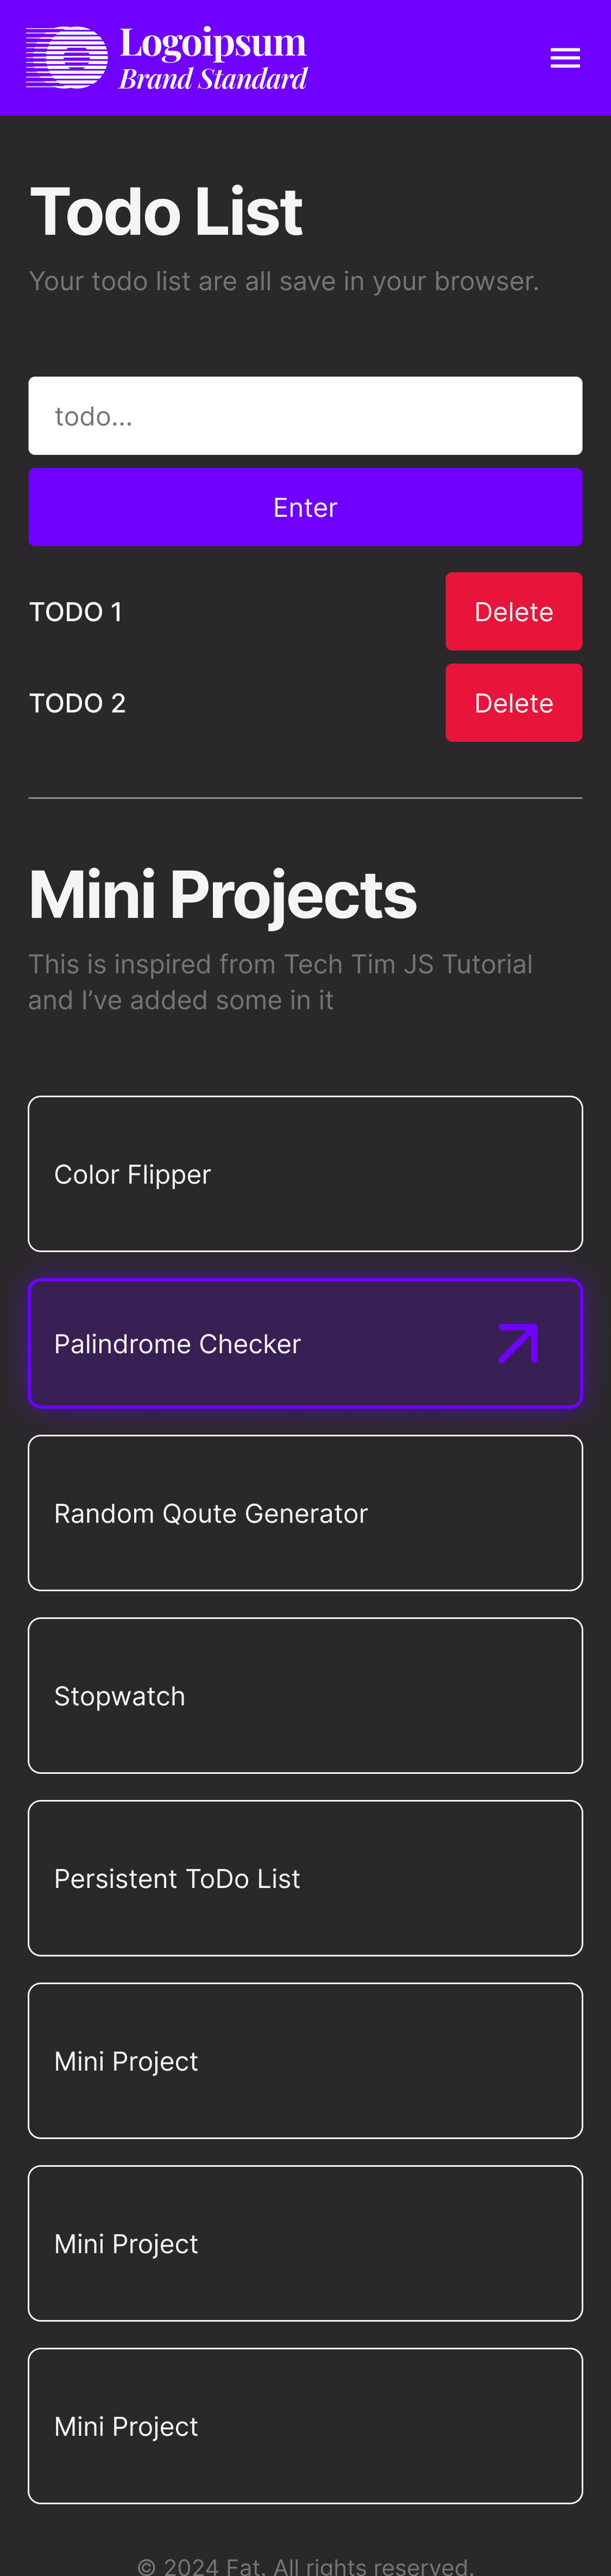 Logoipsum
Brand Standard
Todo List
Your todo list are all save in your browser.
todo...
Enter
TODO 1
Delete
TODO 2
Delete
Mini Projects
This is inspired from Tech Tim JS Tutorial
and I’ve added some in it
Color Flipper
Palindrome Checker
Random Qoute Generator
Stopwatch
Persistent ToDo List
Mini Project
Mini Project
Mini Project
© 2024 Fat. All rights reserved.